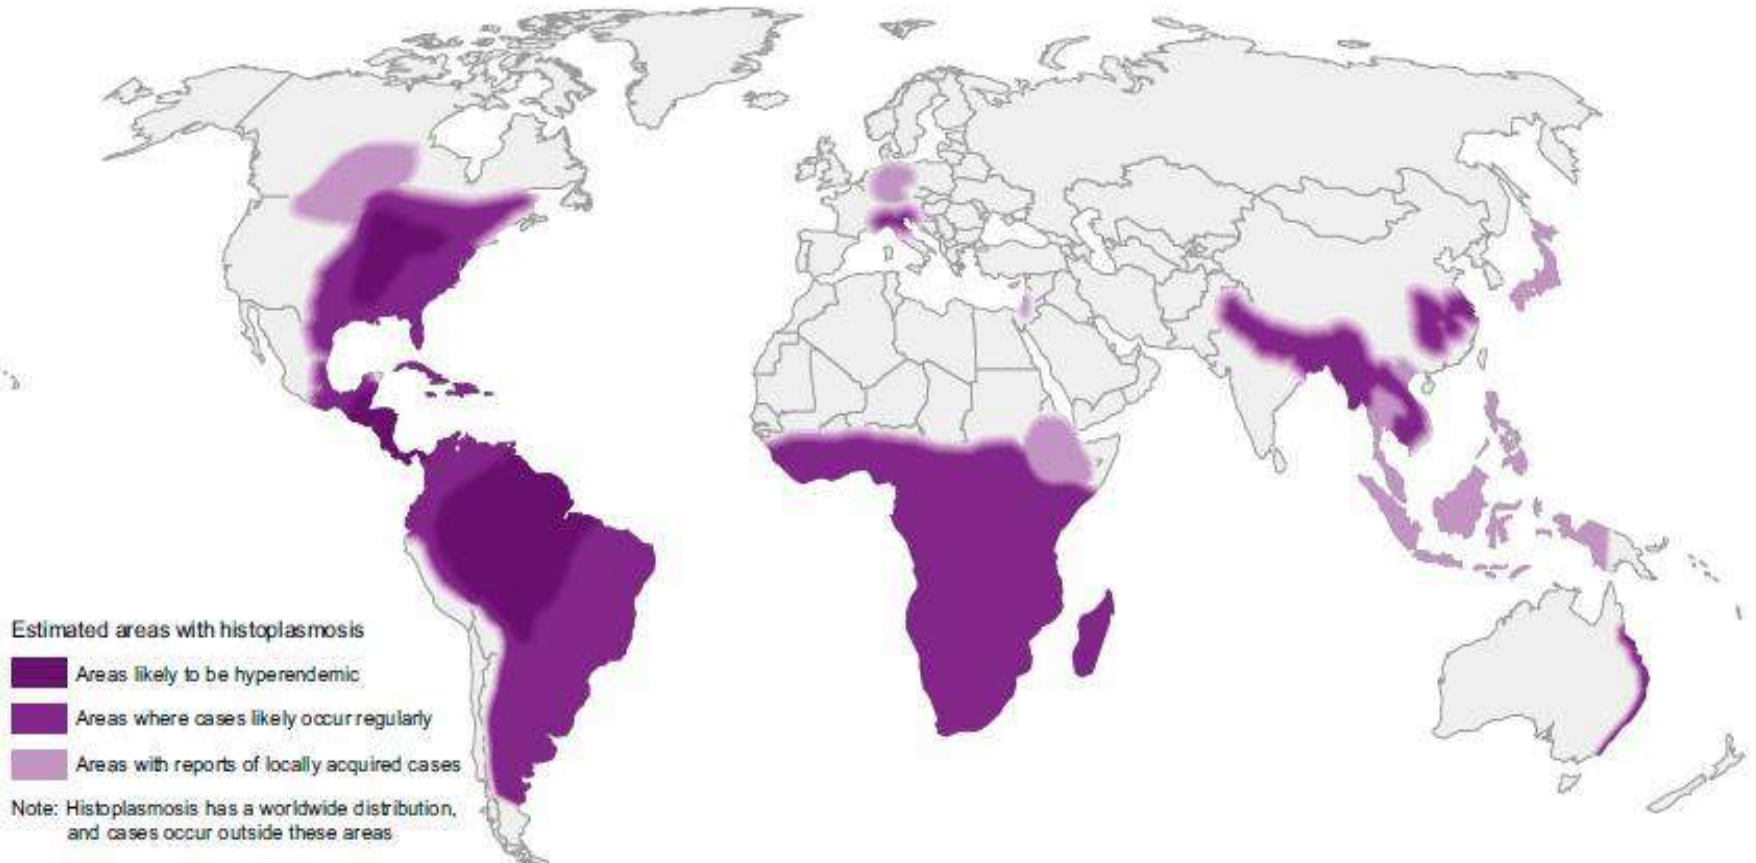 Estimated areas with histoplasmosis
Areas likely to be hyperendemic
Areas where cases likely occur regularly
Areas with reports of locally acquired cases
Note: Histoplasmosis has a worldwide distribution,
and cases occur outside these areas